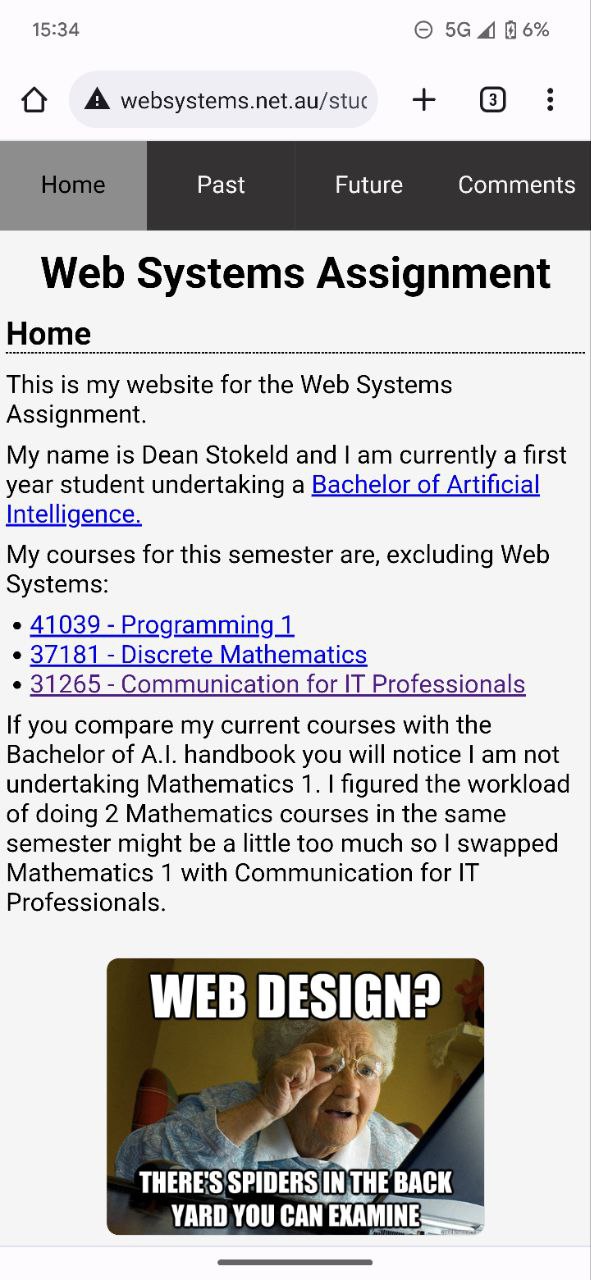 15:34
5G 6%
websystems.net.au/stud
3
Home Past Future Comments
Web Systems Assignment
Home
This is my website for the Web Systems
Assignment.
My name is Dean Stokeld and I am currently a first
year student undertaking a Bachelor of Artificial
Intelligence.
My courses for this semester are, excluding Web
Systems:
• 41039 - Programming 1
• 37181 - Discrete Mathematics
• 31265 - Communication for IT Professionals
If you compare my current courses with the
Bachelor of A.I. handbook you will notice I am not
undertaking Mathematics 1. I figured the workload
of doing 2 Mathematics courses in the same
semester might be a little too much so I swapped
Mathematics 1 with Communication for IT
Professionals.
WEB DESIGN?
THERE'S SPIDERS IN THE BACK
YARD YOU CAN EXAMINE